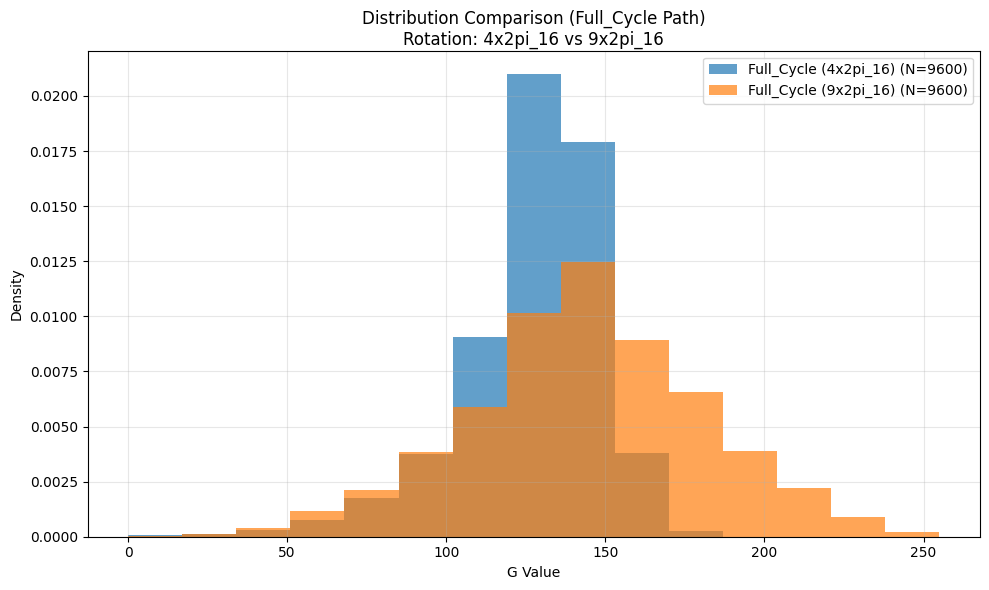 Distribution Comparison (Full_Cycle Path)
Rotation: 4x2pi_16 vs 9x2pi_16
Full_Cycle (4x2pi_16) (N=9600)
Full_Cycle (9x2pi_16) (N=9600)
Density
0.0200
0.0175
0.0150
0.0125
0.0100
0.0075
0.0050
0.0025
0.0000
0 50 100 150 200 250
G Value